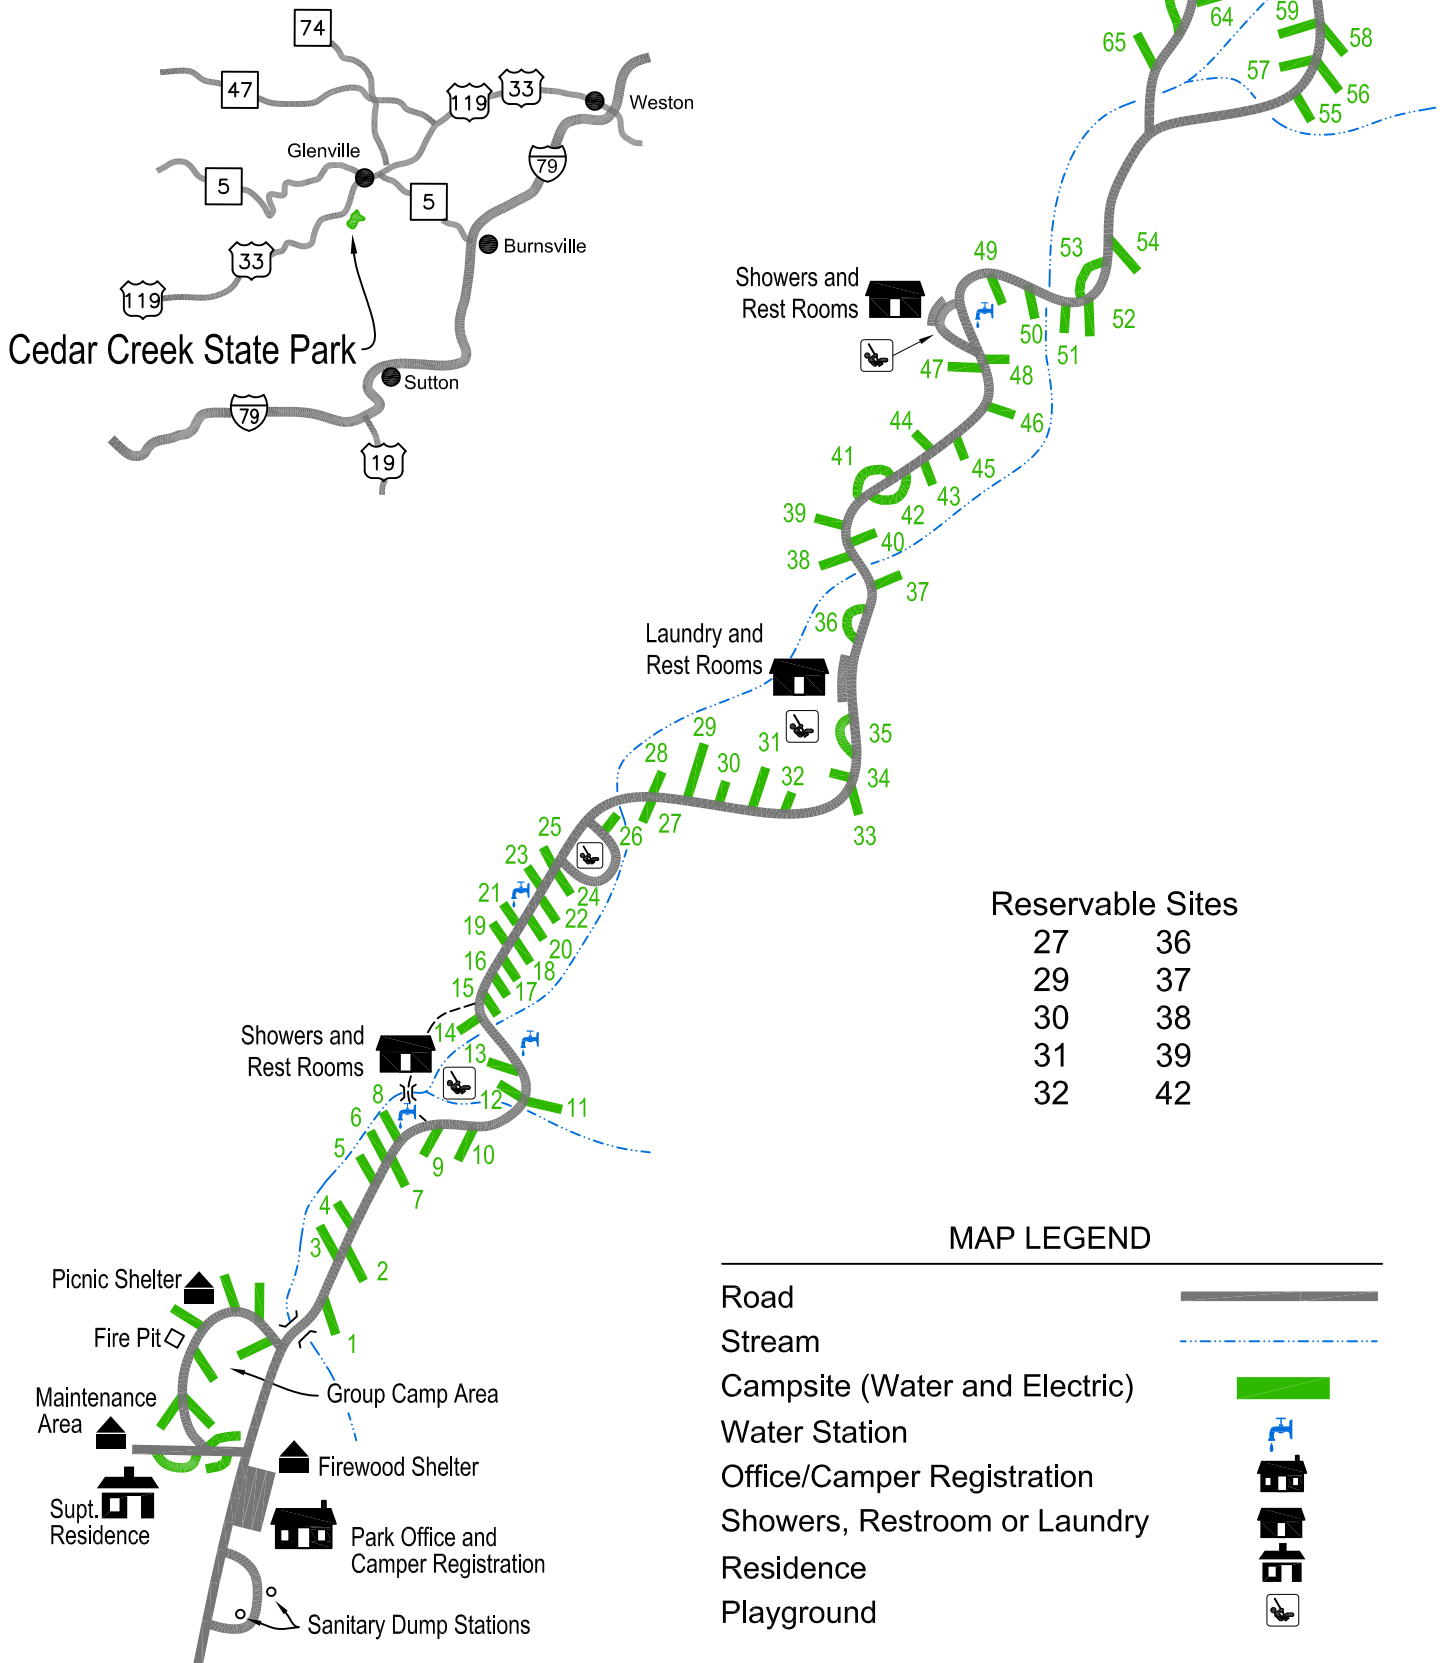 74
47
119
33
Weston
Glenville
79
5
5
Burnsville
33
119
Cedar Creek State Park
Sutton
79
19
64
59
65
58
57
56
55
54
53
49
Showers and
Rest Rooms
52
50
51
47
48
46
44
45
41
43
42
39
40
38
37
36
Laundry and
Rest Rooms
35
29
31
28
30
32
34
33
27
26
25
23
24
21
22
19
20
16
18
15
17
14
Showers and
Rest Rooms
13
12
11
8
6
5
9
10
7
4
3
2
1
Reservable Sites
27 36
29 37
30 38
31 39
32 42
Picnic Shelter
Fire Pit
Group Camp Area
Maintenance
Area
Firewood Shelter
Supt.
Residence
Park Office and
Camper Registration
Sanitary Dump Stations
MAP LEGEND
Road
Stream
Campsite (Water and Electric)
Water Station
Office/Camper Registration
Showers, Restroom or Laundry
Residence
Playground